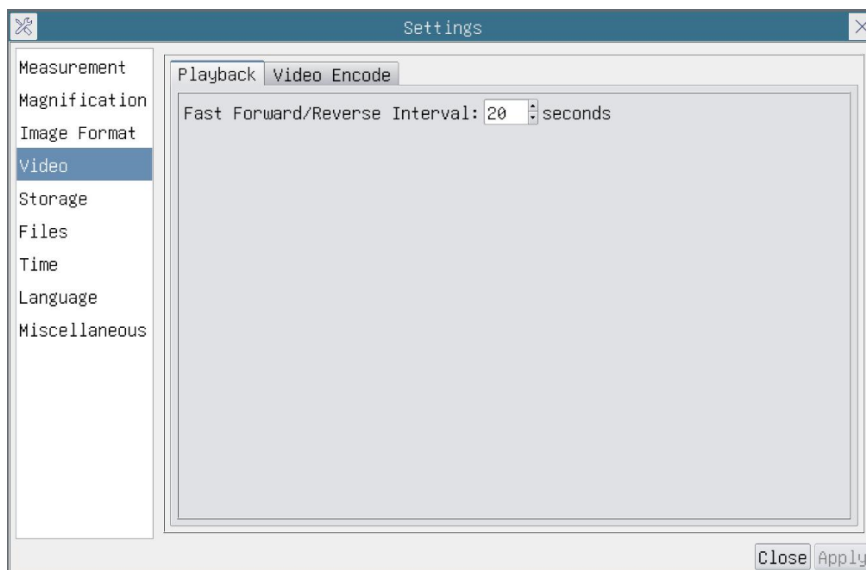 Settings
Measurement
Magnification
Image Format
Video
Storage
Files
Time
Language
Miscellaneous
Playback Video Encode
Fast Forward/Reverse Interval: 20 seconds
Close Apply